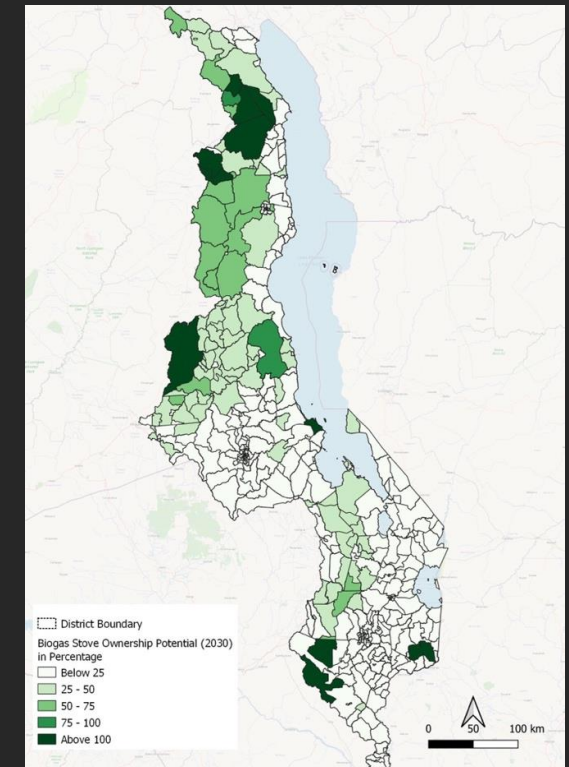 District Boundary
Biogas Stove Ownership Potential (2030)
in Percentage
Below 25
25 - 50
50 - 75
75 - 100
Above 100
0 50 100 km